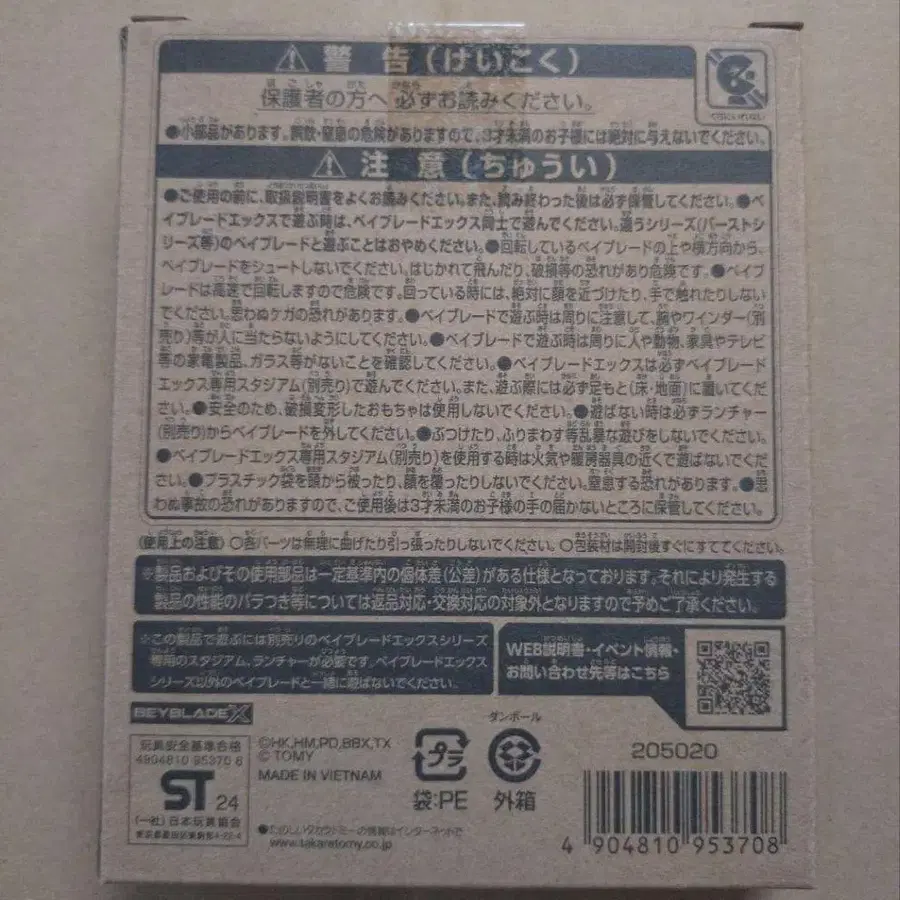 警告(けいこく)
保護者の方へ 必ずお読みください。
●小部品があります。誤飲・窒息の危険がありますので、3才未満のお子様には絶対に与えないでください。
注意(ちゅうい)
●ご使用の前に、取扱説明書をよくお読みください。また、読み終わった後は必ず保管してください。●ベ
イブレードエックスで遊ぶ時は、ベイブレードエックス同士で遊んでください。違うシリーズ(バーストシ
リーズ等)のベイブレードと遊ぶことはおやめください。●回転しているベイブレードの上や横方向から、
ベイブレードをシュートしないでください。はじかれて飛んだり、破損等の恐れがあり危険です。●ベイブ
レードは高速で回転しますので危険です。回っている時には、絶対に顔を近づけたり、手で触れたりしない
でください。思わぬケガの恐れがあります。●ベイブレードで遊ぶ時は周りに注意して、腕やワインダー(別
売り)等が人に当たらないようにしてください。●ベイブレードで遊ぶ時は周りに人や動物、家具やテレビ
等の家電製品、ガラス等がないことを確認してください。●ベイブレードエックスは必ずベイブレード
エックス専用スタジアム(別売り)で遊んでください。また、遊ぶ際には必ず足もと(床・地面)に置いてくだ
さい。●安全のため、破損変形したおもちゃは使用しないでください。●遊ばない時は必ずランチャー
(別売り)からベイブレードを外してください。●ぶつけたり、ふりまわす等乱暴な遊びをしないでください。
●ベイブレードエックス専用スタジアム(別売り)を使用する時は火気や暖房器具の近くで遊ばないでくだ
さい。●プラスチック袋を頭から被ったり、顔を覆ったりしないでください。窒息する恐れがあります。●思
わぬ事故の恐れがありますので、ご使用後は3才未満のお子様の手の届かないところに保管してください。
(使用上の注意) ○各パーツは無理に曲げたり引っ張ったりしないでください。○包装材は開封後すぐにすててください。
※製品およびその使用部品は一定基準内の個体差(公差)がある仕様となっております。それにより発生する
製品の性能のバラつき等については返品対応・交換対応の対象外となりますので予めご了承ください。
※この製品で遊ぶには別売りのベイブレードエックスシリーズ
専用のスタジアム、ランチャーが必要です。ベイブレードエックス
シリーズ以外のベイブレードと一緒に遊ばないでください。
WEB説明書・イベント情報・
お問い合わせ先等はこちら
BEYBLADE X
玩具安全基準合格
4904810 95370 8
ST 24
(一社)日本玩具協会
東京都墨田区東駒形4-22-4
©HK,HM,PD,BBX,TX
© TOMY
MADE IN VIETNAM
●たのしいタカラトミーの情報はインターネットで
www.takaratomy.co.jp
プラ
袋:PE
ダンボール
外箱
205020
4 904810 953708